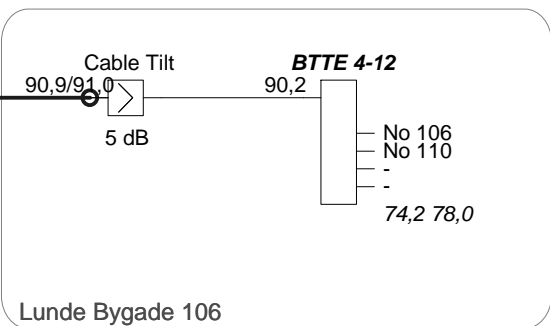 Cable Tilt
BTTE 4-12
90,9/91,0
90,2
5 dB
No 106
No 110
-
-
74,2 78,0
Lunde Bygade 106